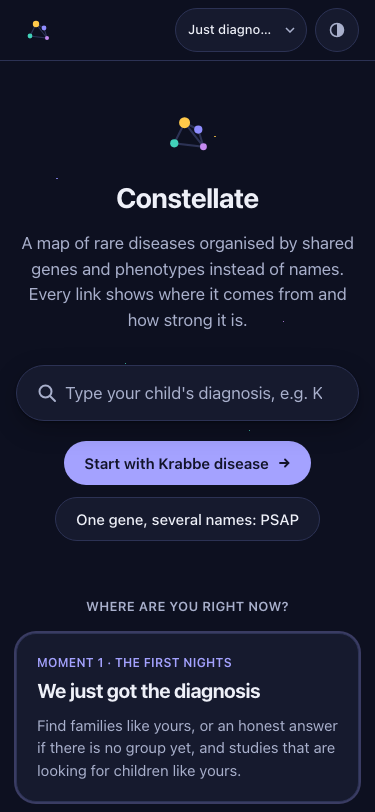 Just diagno...
Constellate
A map of rare diseases organised by shared
genes and phenotypes instead of names.
Every link shows where it comes from and
how strong it is.
Type your child's diagnosis, e.g. K
Start with Krabbe disease →
One gene, several names: PSAP
WHERE ARE YOU RIGHT NOW?
MOMENT 1 · THE FIRST NIGHTS
We just got the diagnosis
Find families like yours, or an honest answer
if there is no group yet, and studies that are
looking for children like yours.